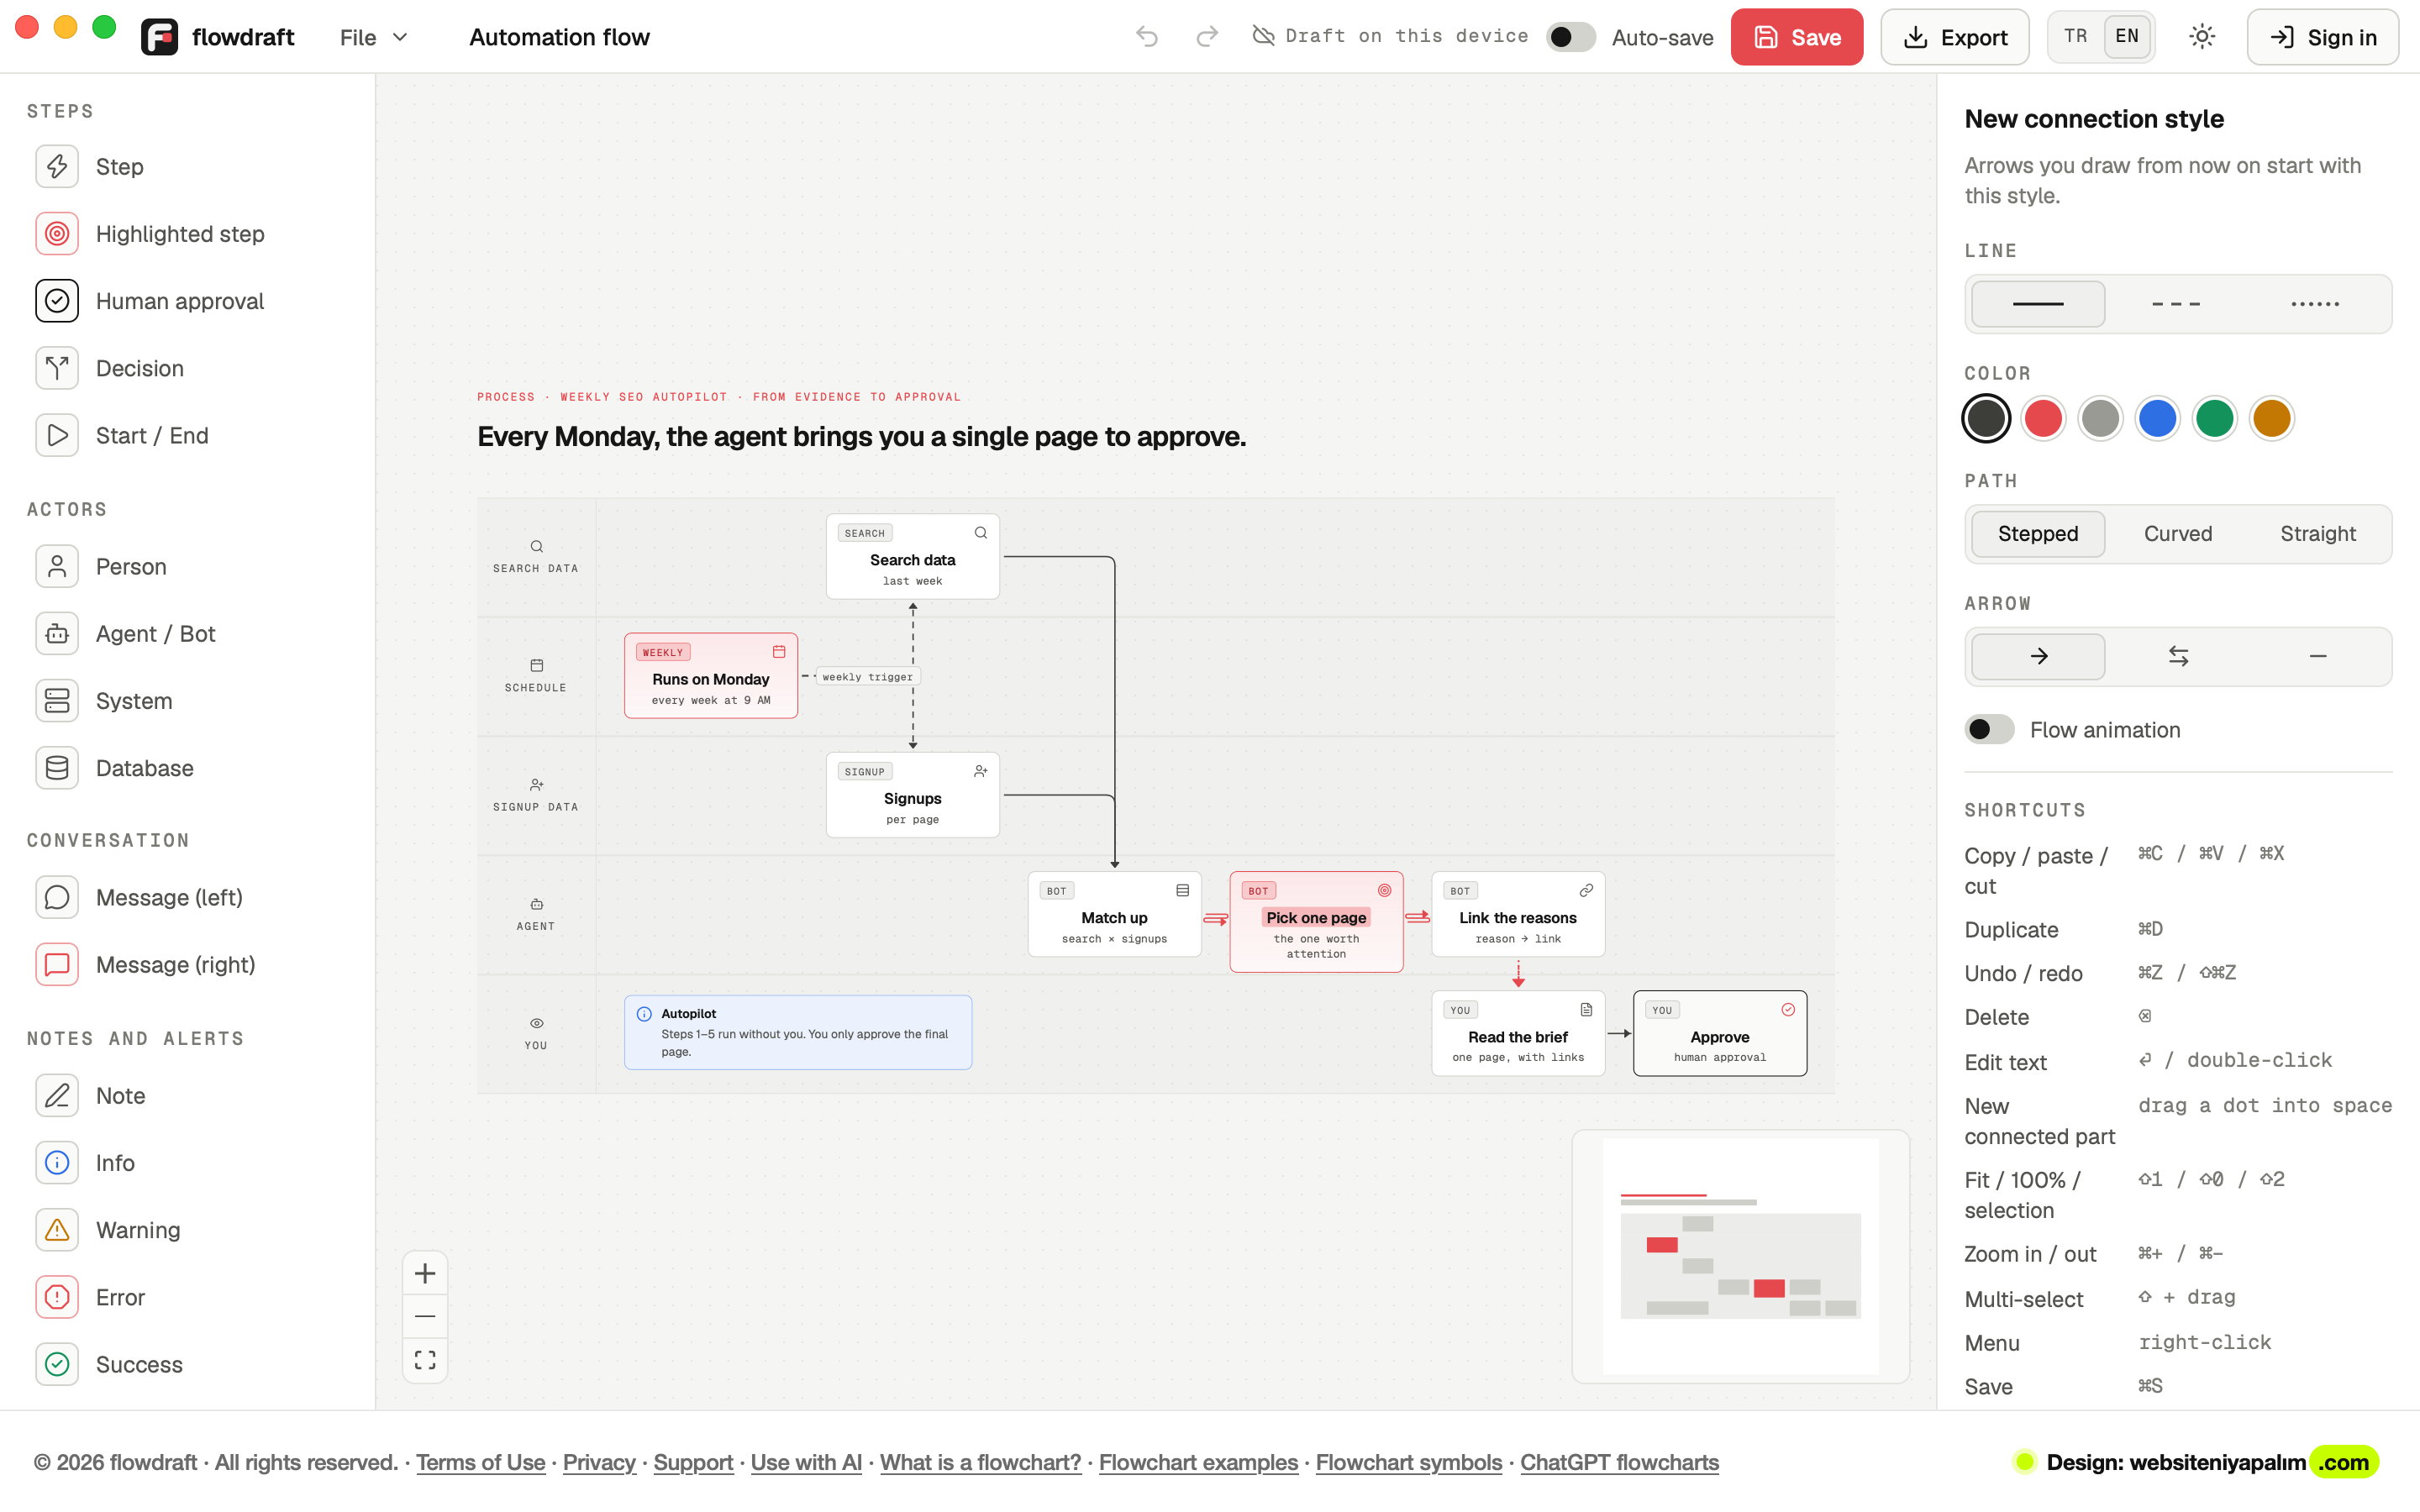 flowdraft
File
Automation flow
Draft on this device
Auto-save
Save
Export
TR
EN
Sign in
STEPS
Step
Highlighted step
Human approval
Decision
Start / End
ACTORS
Person
Agent / Bot
System
Database
CONVERSATION
Message (left)
Message (right)
NOTES AND ALERTS
Note
Info
Warning
Error
Success
PROCESS · WEEKLY SEO AUTOPILOT · FROM EVIDENCE TO APPROVAL
Every Monday, the agent brings you a single page to approve.
SEARCH DATA
SEARCH
Search data
last week
SCHEDULE
WEEKLY
Runs on Monday
every week at 9 AM
weekly trigger
SIGNUP DATA
SIGNUP
Signups
per page
AGENT
BOT
Match up
search × signups
BOT
Pick one page
the one worth
attention
BOT
Link the reasons
reason → link
YOU
Autopilot
Steps 1–5 run without you. You only approve the final
page.
YOU
Read the brief
one page, with links
YOU
Approve
human approval
New connection style
Arrows you draw from now on start with
this style.
LINE
COLOR
PATH
Stepped
Curved
Straight
ARROW
Flow animation
SHORTCUTS
Copy / paste / ⌘C / ⌘V / ⌘X
cut
Duplicate ⌘D
Undo / redo ⌘Z / ⇧⌘Z
Delete ⌫
Edit text ⏎ / double-click
New drag a dot into space
connected part
Fit / 100% / ⇧1 / ⇧0 / ⇧2
selection
Zoom in / out ⌘+ / ⌘−
Multi-select ⇧ + drag
Menu right-click
Save ⌘S
© 2026 flowdraft · All rights reserved. · Terms of Use · Privacy · Support · Use with AI · What is a flowchart? · Flowchart examples · Flowchart symbols · ChatGPT flowcharts
Design: websiteniyapalım .com